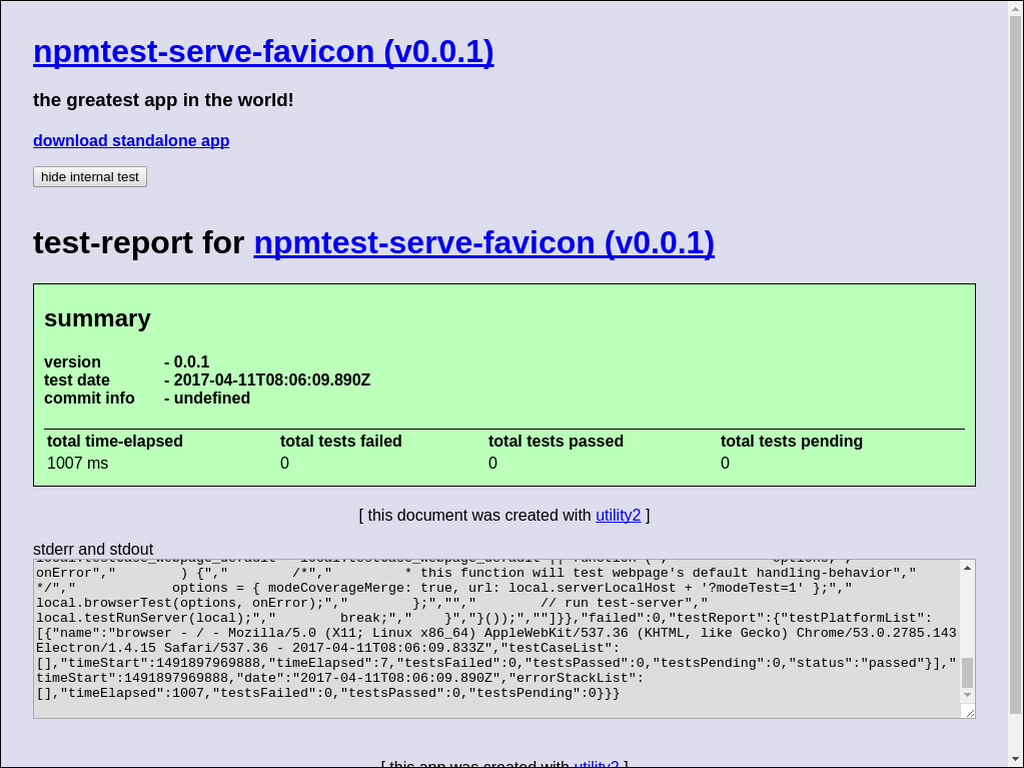 npmtest-serve-favicon (v0.0.1)
the greatest app in the world!
download standalone app
hide internal test
test-report for npmtest-serve-favicon (v0.0.1)
summary
version - 0.0.1
test date - 2017-04-11T08:06:09.890Z
commit info - undefined
total time-elapsed total tests failed total tests passed total tests pending
1007 ms 0 0 0
[ this document was created with utility2 ]
stderr and stdout
onError","        ) {","        /*","         * this function will test webpage's default handling-behavior","
*/","            options = { modeCoverageMerge: true, url: local.serverLocalHost + '?modeTest=1' };","
local.browserTest(options, onError);","        };","","        // run test-server","
local.testRunServer(local);","        break;","    }","}());",""]}},"failed":0,"testReport":{"testPlatformList":
[{"name":"browser - / - Mozilla/5.0 (X11; Linux x86_64) AppleWebKit/537.36 (KHTML, like Gecko) Chrome/53.0.2785.143
Electron/1.4.15 Safari/537.36 - 2017-04-11T08:06:09.833Z","testCaseList":
[],"timeStart":1491897969888,"timeElapsed":7,"testsFailed":0,"testsPassed":0,"testsPending":0,"status":"passed"}],"
timeStart":1491897969888,"date":"2017-04-11T08:06:09.890Z","errorStackList":
[],"timeElapsed":1007,"testsFailed":0,"testsPassed":0,"testsPending":0}}}
[ this app was created with utility2 ]